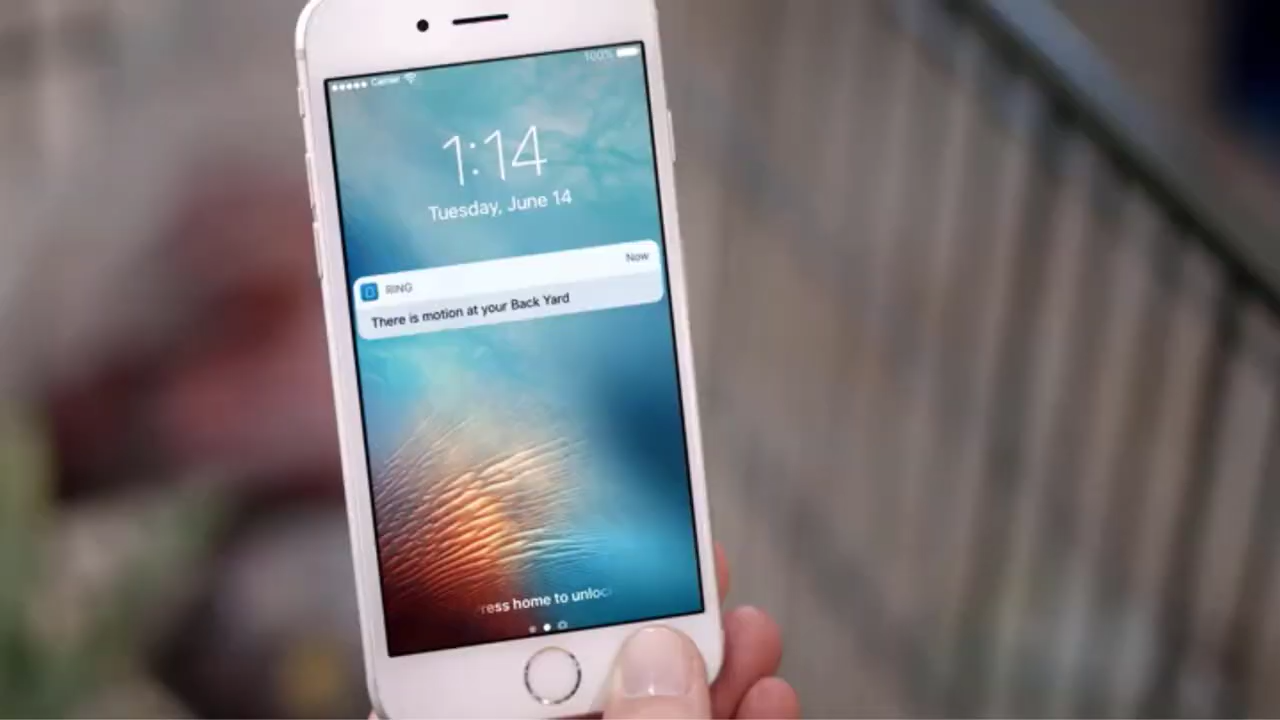 Carrier 100%
1:14
Tuesday, June 14
RING Now
There is motion at your Back Yard
ress home to unloc